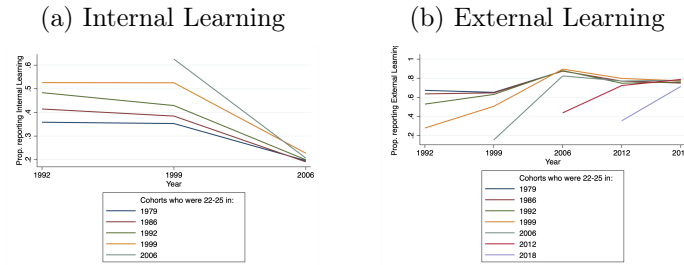 (a) Internal Learning
(b) External Learning
Prop. reporting Internal Learning
.2 .3 .4 .5 .6
1992 1999 2006
Year
Cohorts who were 22-25 in:
1979
1986
1992
1999
2006
Prop. reporting External Learning
.2 .4 .6 .8 1
1992 1999 2006 2012 201
Year
Cohorts who were 22-25 in:
1979
1986
1992
1999
2006
2012
2018